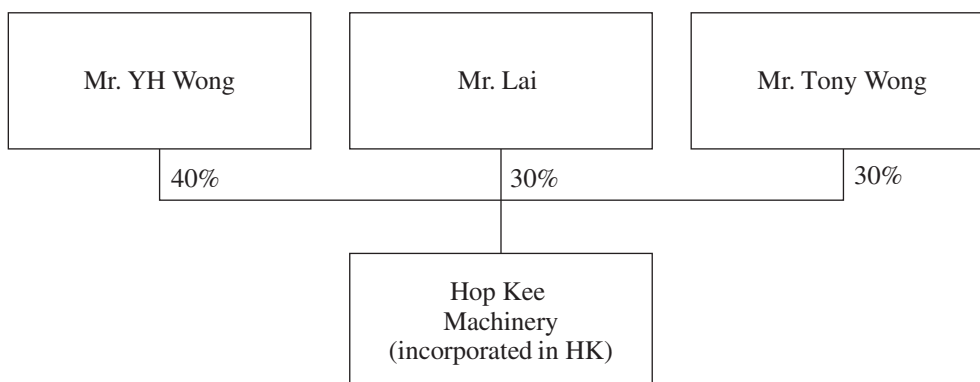 Mr. YH Wong
Mr. Lai
Mr. Tony Wong
40%
30%
30%
Hop Kee
Machinery
(incorporated in HK)